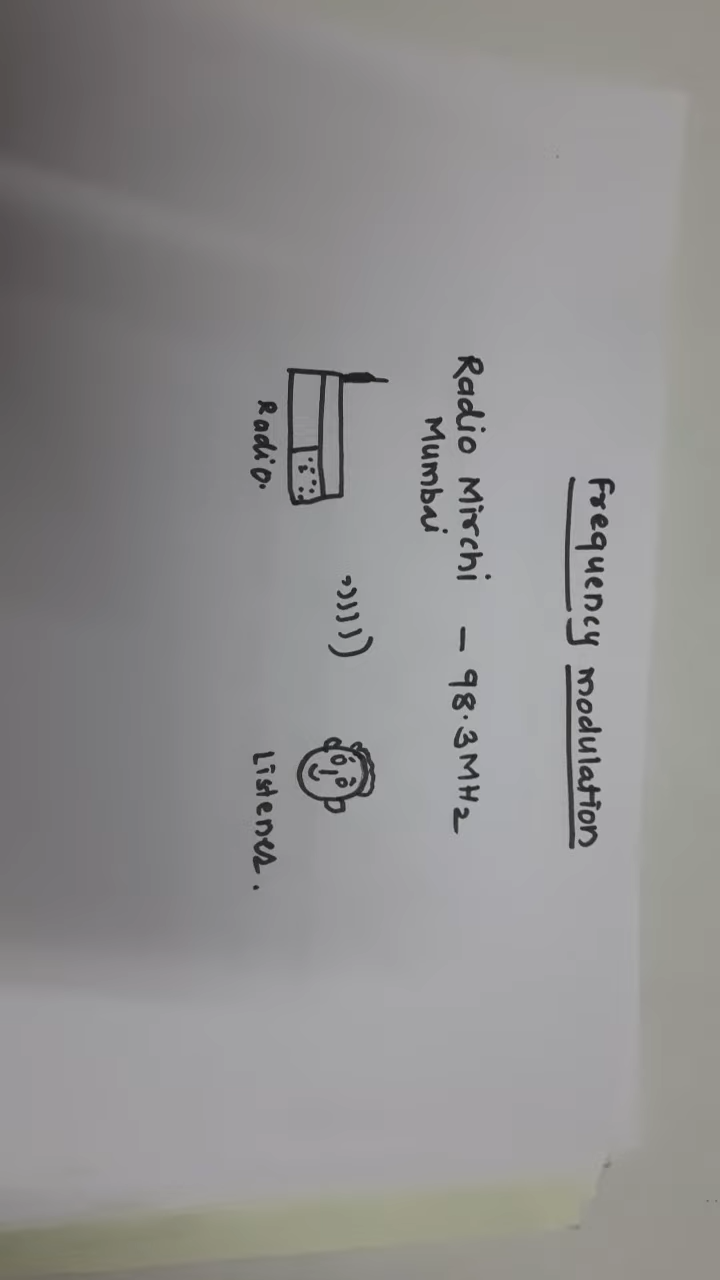 Frequency modulation
Radio Mirchi - 98.3MHz
Mumbai
Radio.
Listener.